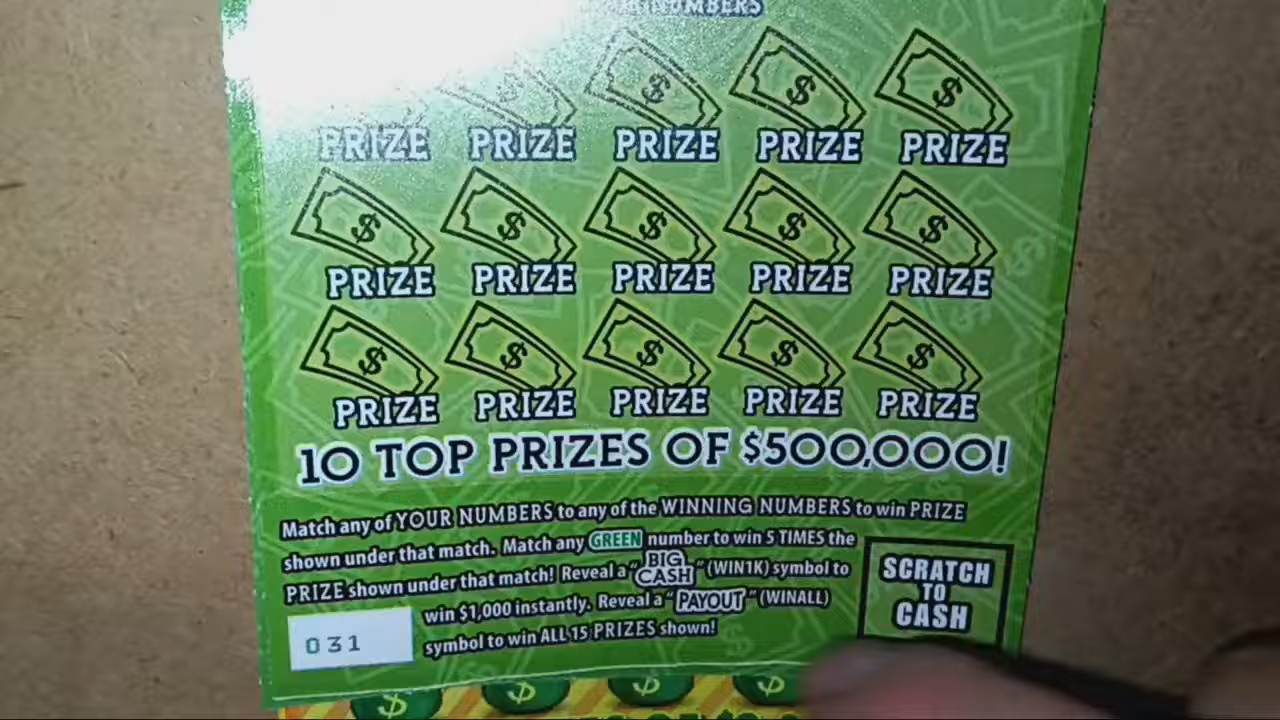 NUMBERS
PRIZE PRIZE PRIZE PRIZE PRIZE
PRIZE PRIZE PRIZE PRIZE PRIZE
PRIZE PRIZE PRIZE PRIZE PRIZE
10 TOP PRIZES OF $500,000!
Match any of YOUR NUMBERS to any of the WINNING NUMBERS to win PRIZE
shown under that match. Match any GREEN number to win 5 TIMES the
PRIZE shown under that match! Reveal a "BIG CASH" (WIN1K) symbol to
win $1,000 instantly. Reveal a "PAYOUT" (WINALL)
symbol to win ALL 15 PRIZES shown!
031
SCRATCH
TO
CASH